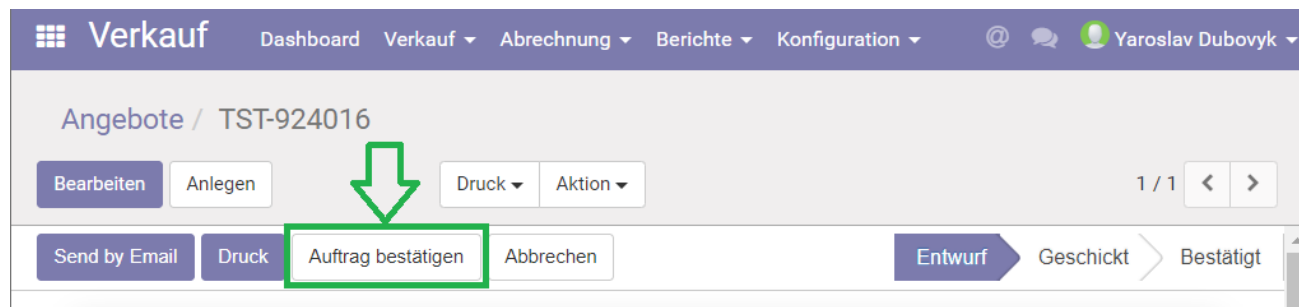 Verkauf Dashboard Verkauf Abrechnung Berichte Konfiguration @ Yaroslav Dubovyk
Angebote / TST-924016
Bearbeiten Anlegen Druck Aktion 1 / 1
Send by Email Druck Auftrag bestätigen Abbrechen Entwurf Geschickt Bestätigt